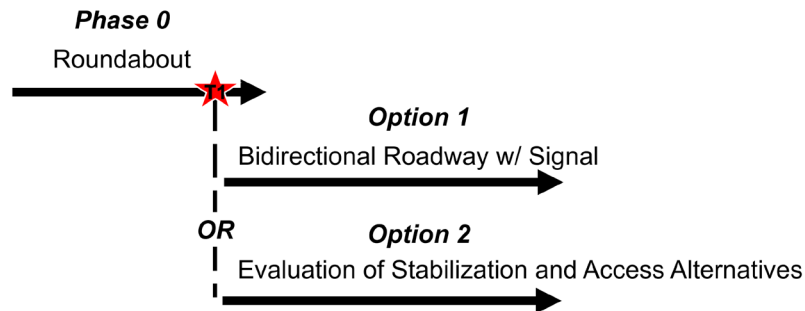 Phase 0
Roundabout
T1
Option 1
Bidirectional Roadway w/ Signal
OR
Option 2
Evaluation of Stabilization and Access Alternatives